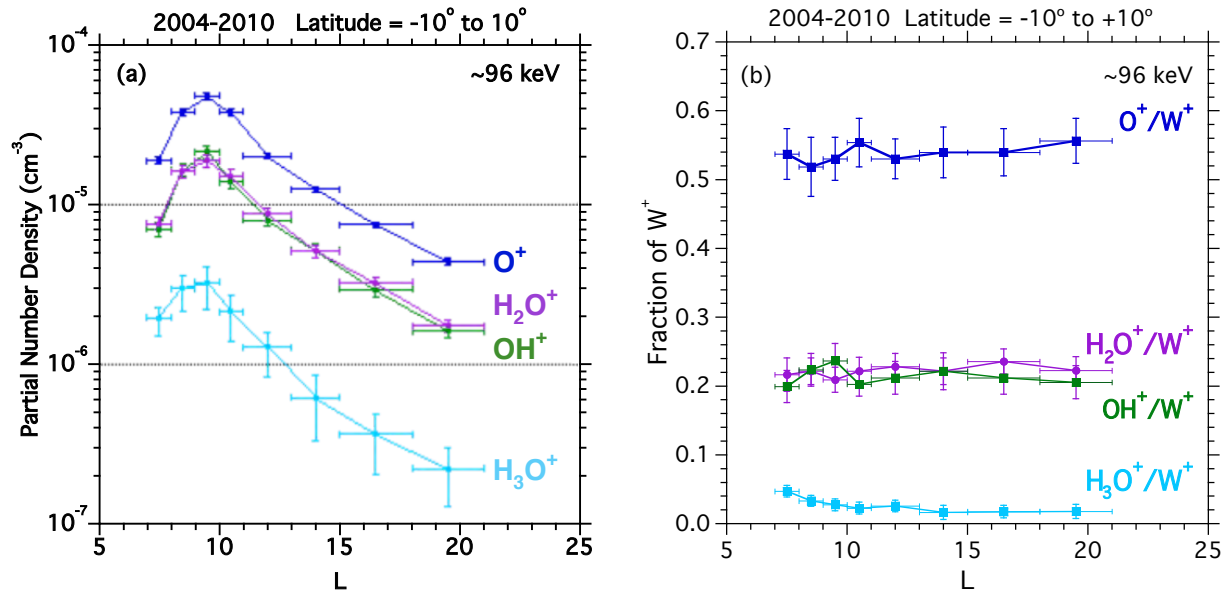 2004-2010 Latitude = -10° to 10°
10⁻⁴
(a)
~96 keV
Partial Number Density (cm⁻³)
10⁻⁵
O⁺
H₂O⁺
OH⁺
10⁻⁶
H₃O⁺
10⁻⁷
5 10 15 20 25
L
2004-2010 Latitude = -10° to +10°
0.7
(b)
~96 keV
O⁺/W⁺
0.6
0.5
Fraction of W⁺
0.4
0.3
H₂O⁺/W⁺
0.2
OH⁺/W⁺
0.1
H₃O⁺/W⁺
0.0
5 10 15 20 25
L